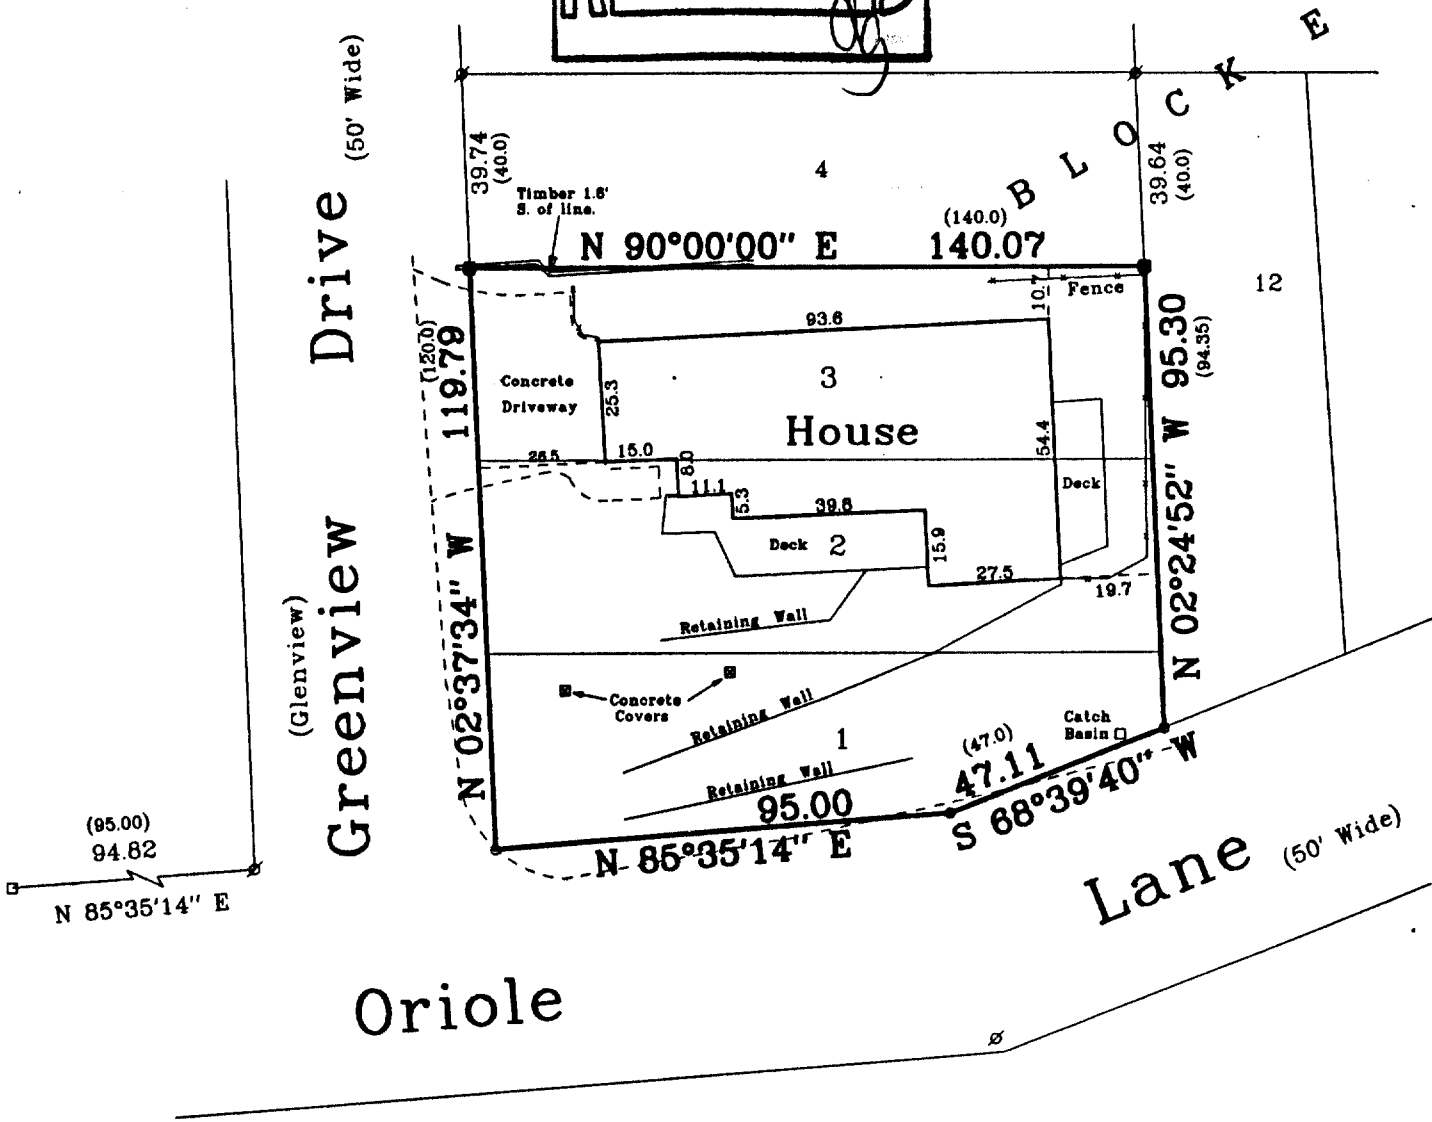 BLOCK E
Drive (50' Wide)
39.74
(40.0)
4
39.64
(40.0)
Timber 1.6'
S. of line.
(140.0)
N 90°00'00" E 140.07
12
10.7
Fence
93.6
(120.0)
119.79
95.30
(94.35)
Concrete
Driveway
25.3
3
House
54.4
26.5
15.0
8.0
11.1
5.3
39.6
Deck
Deck 2
15.9
27.5
19.7
N 02°37'34" W
N 02°24'52" W
Retaining Wall
(Glenview)
Greenview
Concrete
Covers
Retaining Wall
1
Catch
Basin
Retaining Wall
(47.0)
47.11
95.00
S 68°39'40" W
N 85°35'14" E
(95.00)
94.82
N 85°35'14" E
Oriole Lane (50' Wide)